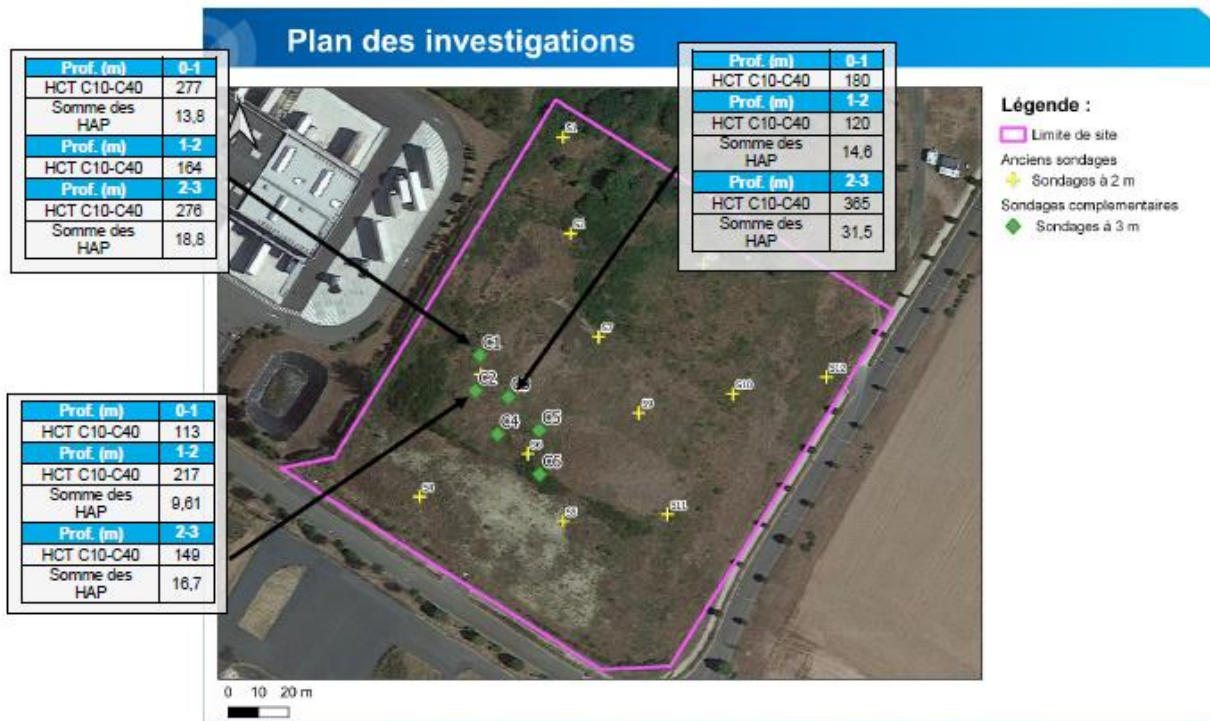 Plan des investigations
Prof. (m) 0-1
HCT C10-C40 277
Somme des
HAP 13,8
Prof. (m) 1-2
HCT C10-C40 164
Prof. (m) 2-3
HCT C10-C40 276
Somme des
HAP 18,8
Prof. (m) 0-1
HCT C10-C40 180
Prof. (m) 1-2
HCT C10-C40 120
Somme des
HAP 14,6
Prof. (m) 2-3
HCT C10-C40 365
Somme des
HAP 31,5
Légende :
Limite de site
Anciens sondages
Sondages à 2 m
Sondages complementaires
Sondages à 3 m
Prof. (m) 0-1
HCT C10-C40 113
Prof. (m) 1-2
HCT C10-C40 217
Somme des
HAP 9,61
Prof. (m) 2-3
HCT C10-C40 149
Somme des
HAP 16,7
C1
C2
S12
S10
C4
C5
C6
S11
0 10 20 m